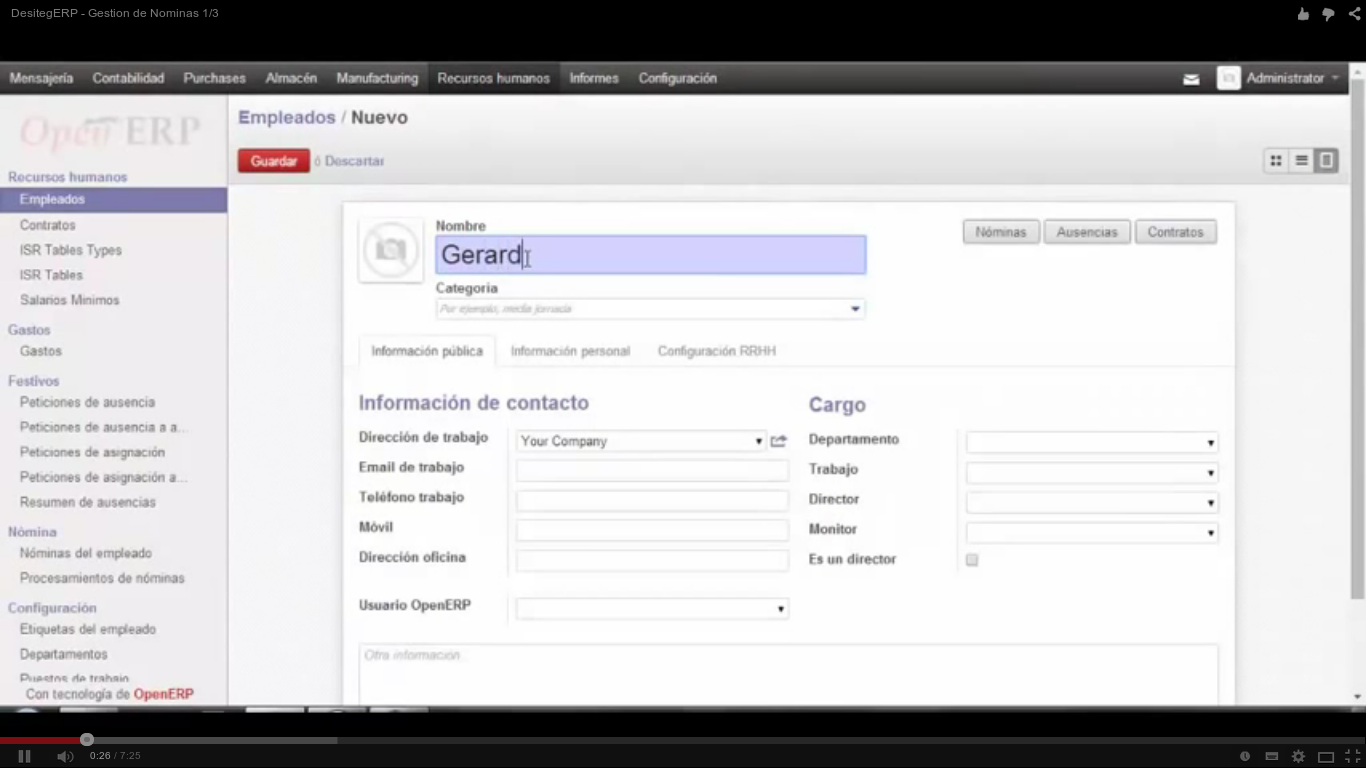 DesitegERP - Gestion de Nominas 1/3
Mensajería Contabilidad Purchases Almacén Manufacturing Recursos humanos Informes Configuración Administrator
Open ERP
Empleados / Nuevo
Guardar ó Descartar
Recursos humanos
Empleados
Contratos
ISR Tables Types
ISR Tables
Salarios Minimos
Gastos
Gastos
Festivos
Peticiones de ausencia
Peticiones de ausencia a a...
Peticiones de asignación
Peticiones de asignación a...
Resumen de ausencias
Nómina
Nóminas del empleado
Procesamientos de nóminas
Configuración
Etiquetas del empleado
Departamentos
Puestos de trabajo
Con tecnología de OpenERP
Nombre
Gerard
Nóminas Ausencias Contratos
Categoría
Por ejemplo, media jornada
Información pública Información personal Configuración RRHH
Información de contacto
Dirección de trabajo Your Company
Email de trabajo
Teléfono trabajo
Móvil
Dirección oficina
Usuario OpenERP
Cargo
Departamento
Trabajo
Director
Monitor
Es un director
Otra información...
0:26 / 7:25